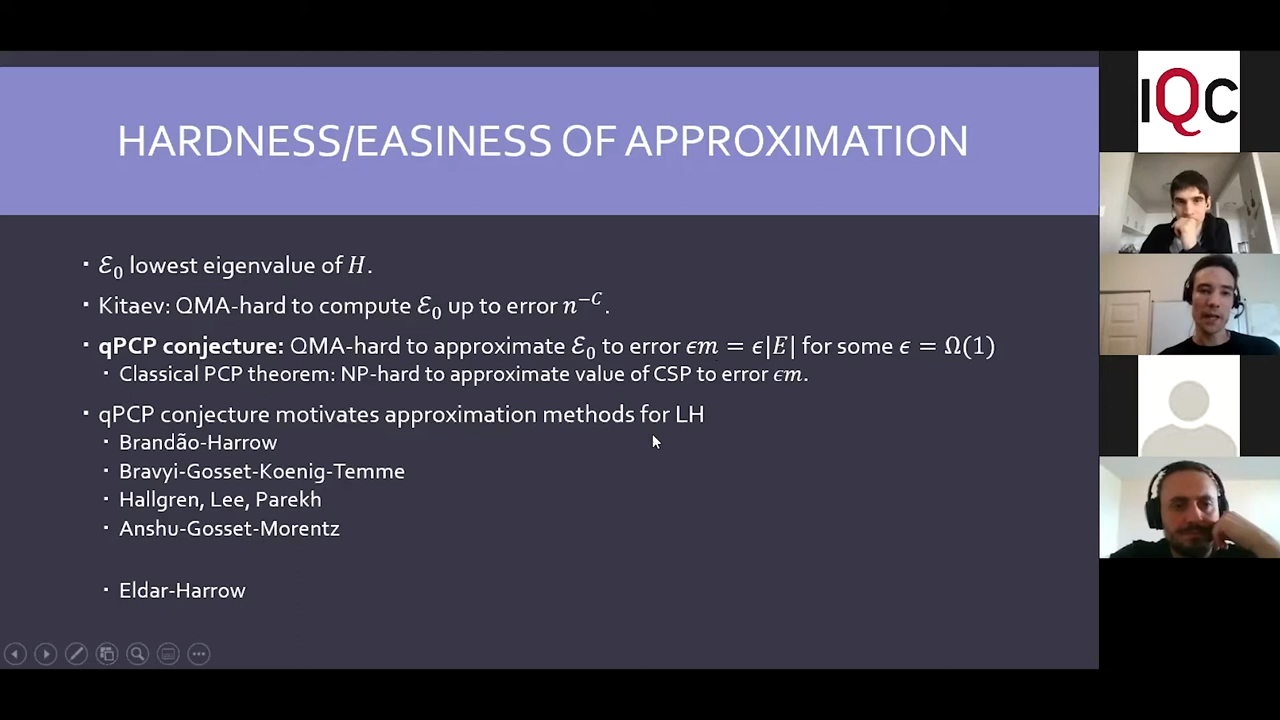 HARDNESS/EASINESS OF APPROXIMATION
IQC
▪ ℰ₀ lowest eigenvalue of H.
▪ Kitaev: QMA-hard to compute ℰ₀ up to error n^{-C}.
▪ qPCP conjecture: QMA-hard to approximate ℰ₀ to error ϵm = ϵ|E| for some ϵ = Ω(1)
▪ Classical PCP theorem: NP-hard to approximate value of CSP to error ϵm.
▪ qPCP conjecture motivates approximation methods for LH
▪ Brandão-Harrow
▪ Bravyi-Gosset-Koenig-Temme
▪ Hallgren, Lee, Parekh
▪ Anshu-Gosset-Morentz
▪ Eldar-Harrow